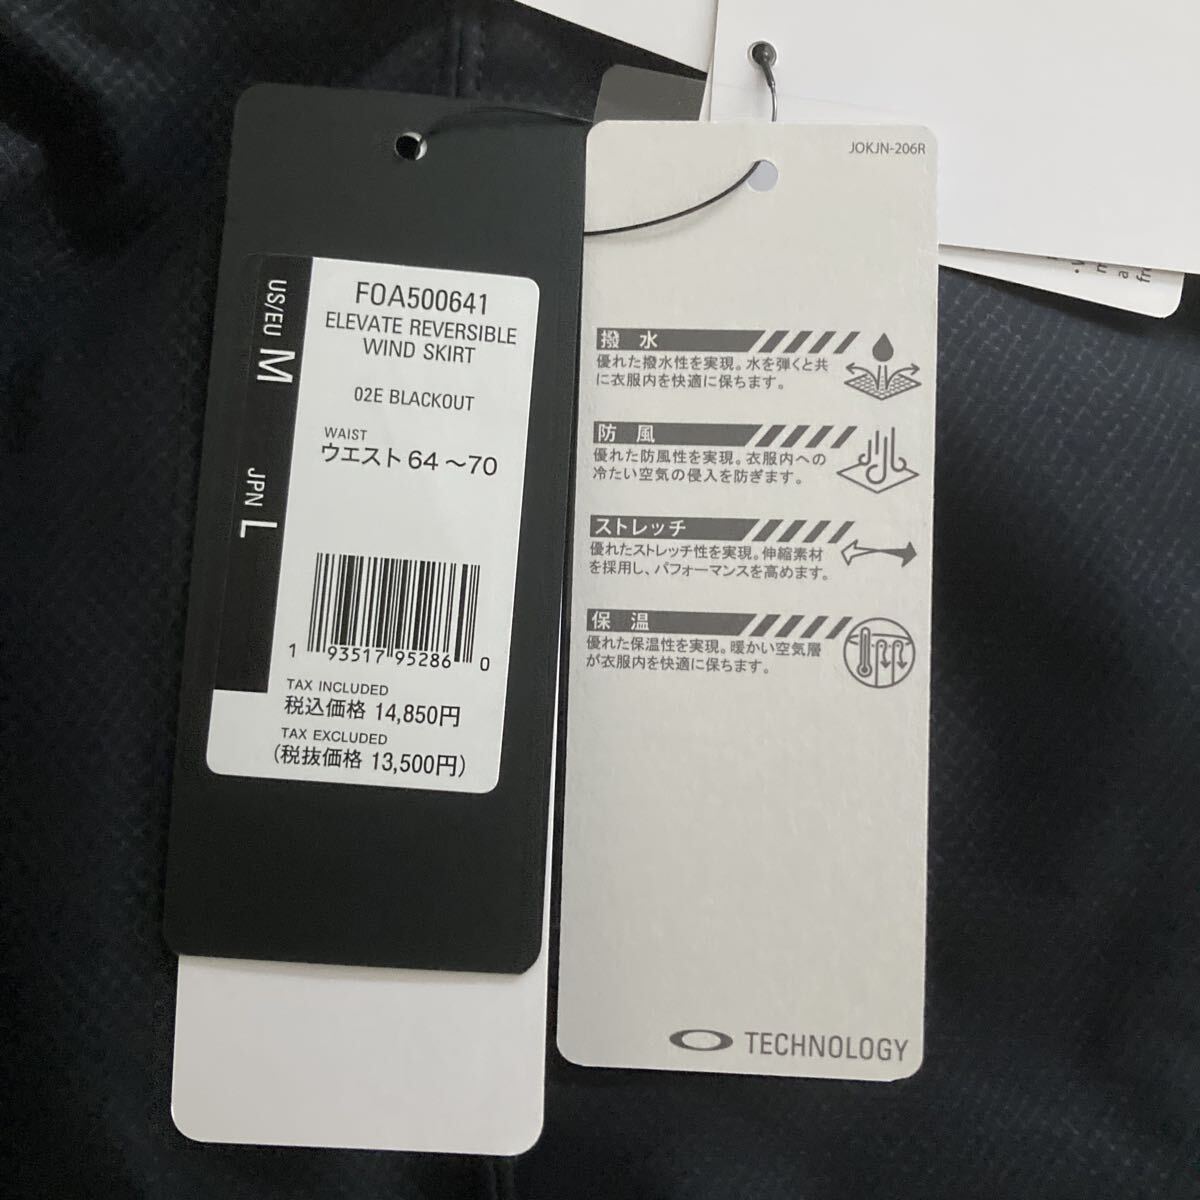 FOA500641
ELEVATE REVERSIBLE
WIND SKIRT
02E BLACKOUT
WAIST
ウエスト 64 ～70
US/EU M
JPN L
1 93517 95286 0
TAX INCLUDED
税込価格 14,850円
TAX EXCLUDED
(税抜価格 13,500円)
JOKJN-206R
撥 水
優れた撥水性を実現。水を弾くと共
に衣服内を快適に保ちます。
防 風
優れた防風性を実現。衣服内への
冷たい空気の侵入を防ぎます。
ストレッチ
優れたストレッチ性を実現。伸縮素材
を採用し、パフォーマンスを高めます。
保 温
優れた保温性を実現。暖かい空気層
が衣服内を快適に保ちます。
TECHNOLOGY